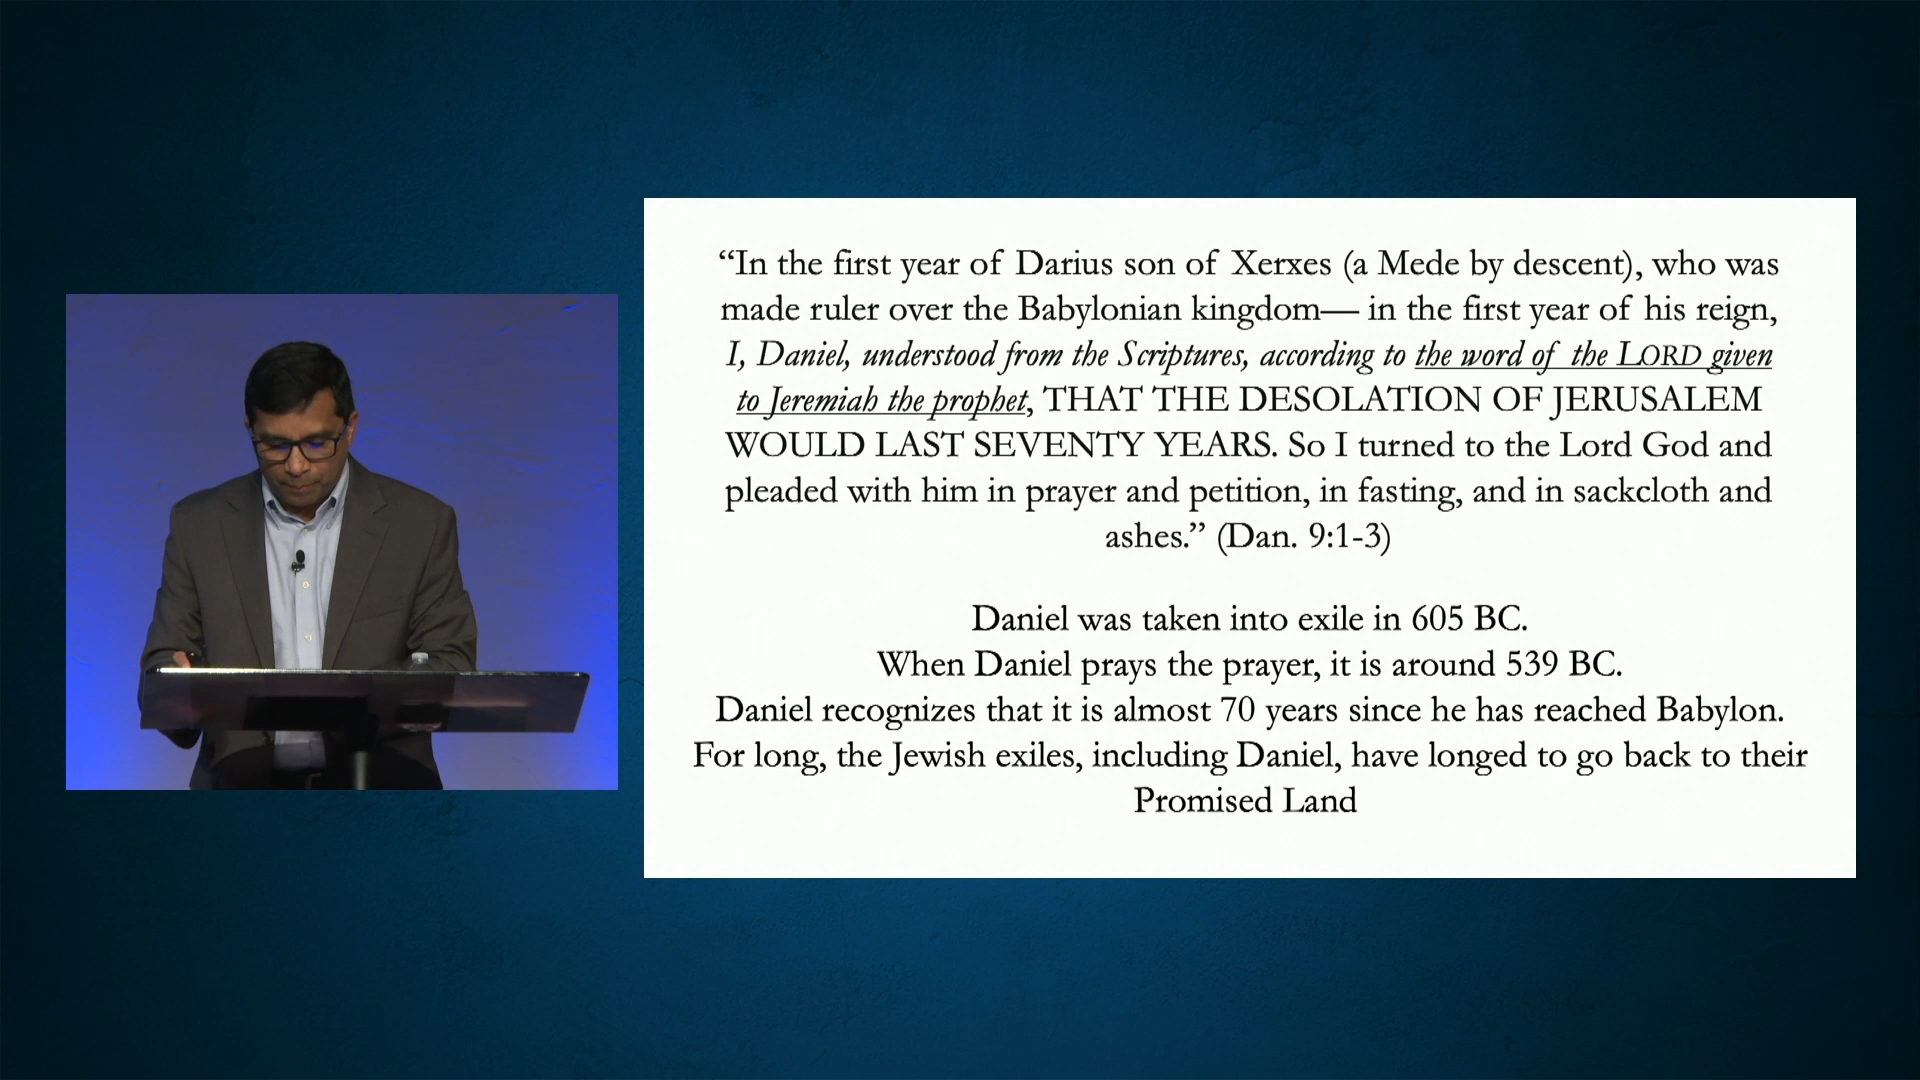 “In the first year of Darius son of Xerxes (a Mede by descent), who was
made ruler over the Babylonian kingdom— in the first year of his reign,
I, Daniel, understood from the Scriptures, according to the word of the LORD given
to Jeremiah the prophet, THAT THE DESOLATION OF JERUSALEM
WOULD LAST SEVENTY YEARS. So I turned to the Lord God and
pleaded with him in prayer and petition, in fasting, and in sackcloth and
ashes.” (Dan. 9:1-3)
Daniel was taken into exile in 605 BC.
When Daniel prays the prayer, it is around 539 BC.
Daniel recognizes that it is almost 70 years since he has reached Babylon.
For long, the Jewish exiles, including Daniel, have longed to go back to their
Promised Land